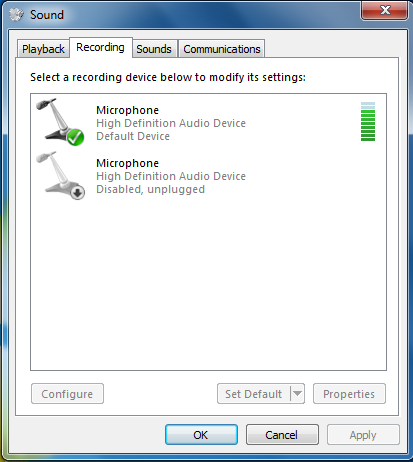 Sound
Playback Recording Sounds Communications
Select a recording device below to modify its settings:
Microphone
High Definition Audio Device
Default Device
Microphone
High Definition Audio Device
Disabled, unplugged
Configure Set Default Properties
OK Cancel Apply